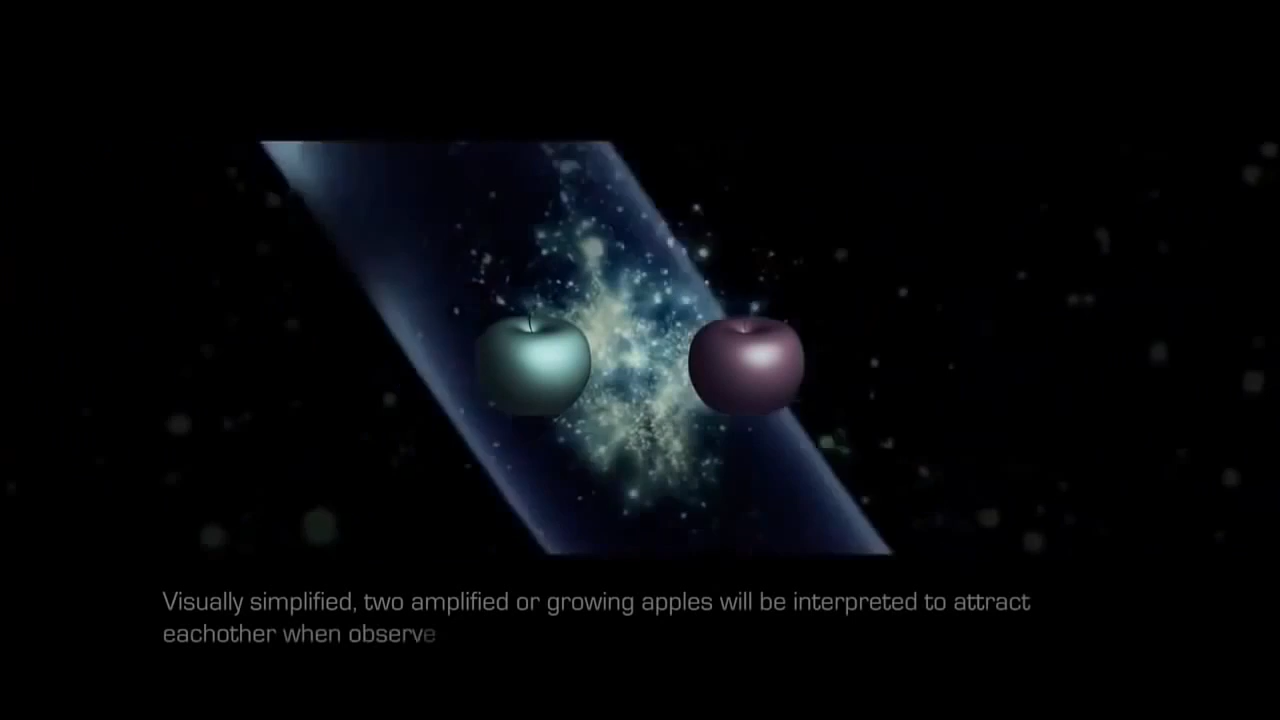 Visually simplified, two amplified or growing apples will be interpreted to attract
eachother when observe